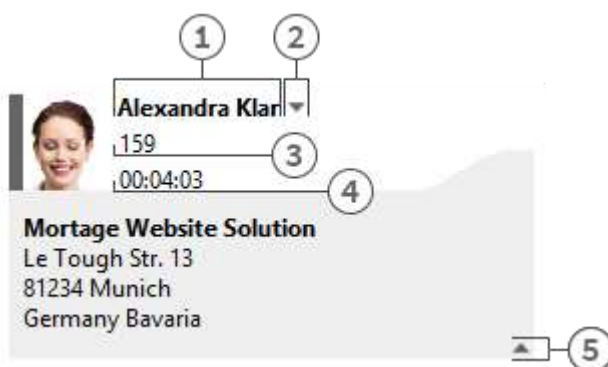 1 2
Alexandra Klar
159
3
00:04:03
4
Mortage Website Solution
Le Tough Str. 13
81234 Munich
Germany Bavaria
5